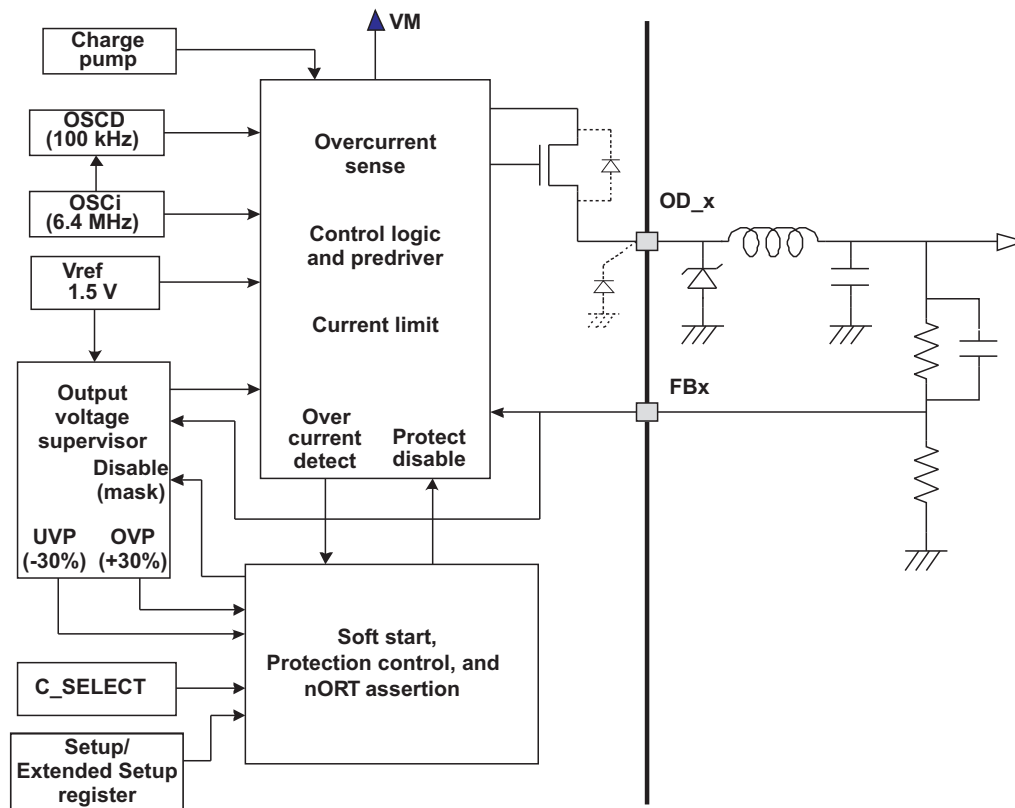 VM
Charge
pump
OSCD
(100 kHz)
OSCi
(6.4 MHz)
Vref
1.5 V
Overcurrent
sense
Control logic
and predriver
Current limit
Over
current
detect
Protect
disable
OD_x
FBx
Output
voltage
supervisor
Disable
(mask)
UVP
(-30%)
OVP
(+30%)
Soft start,
Protection control, and
nORT assertion
C_SELECT
Setup/
Extended Setup
register